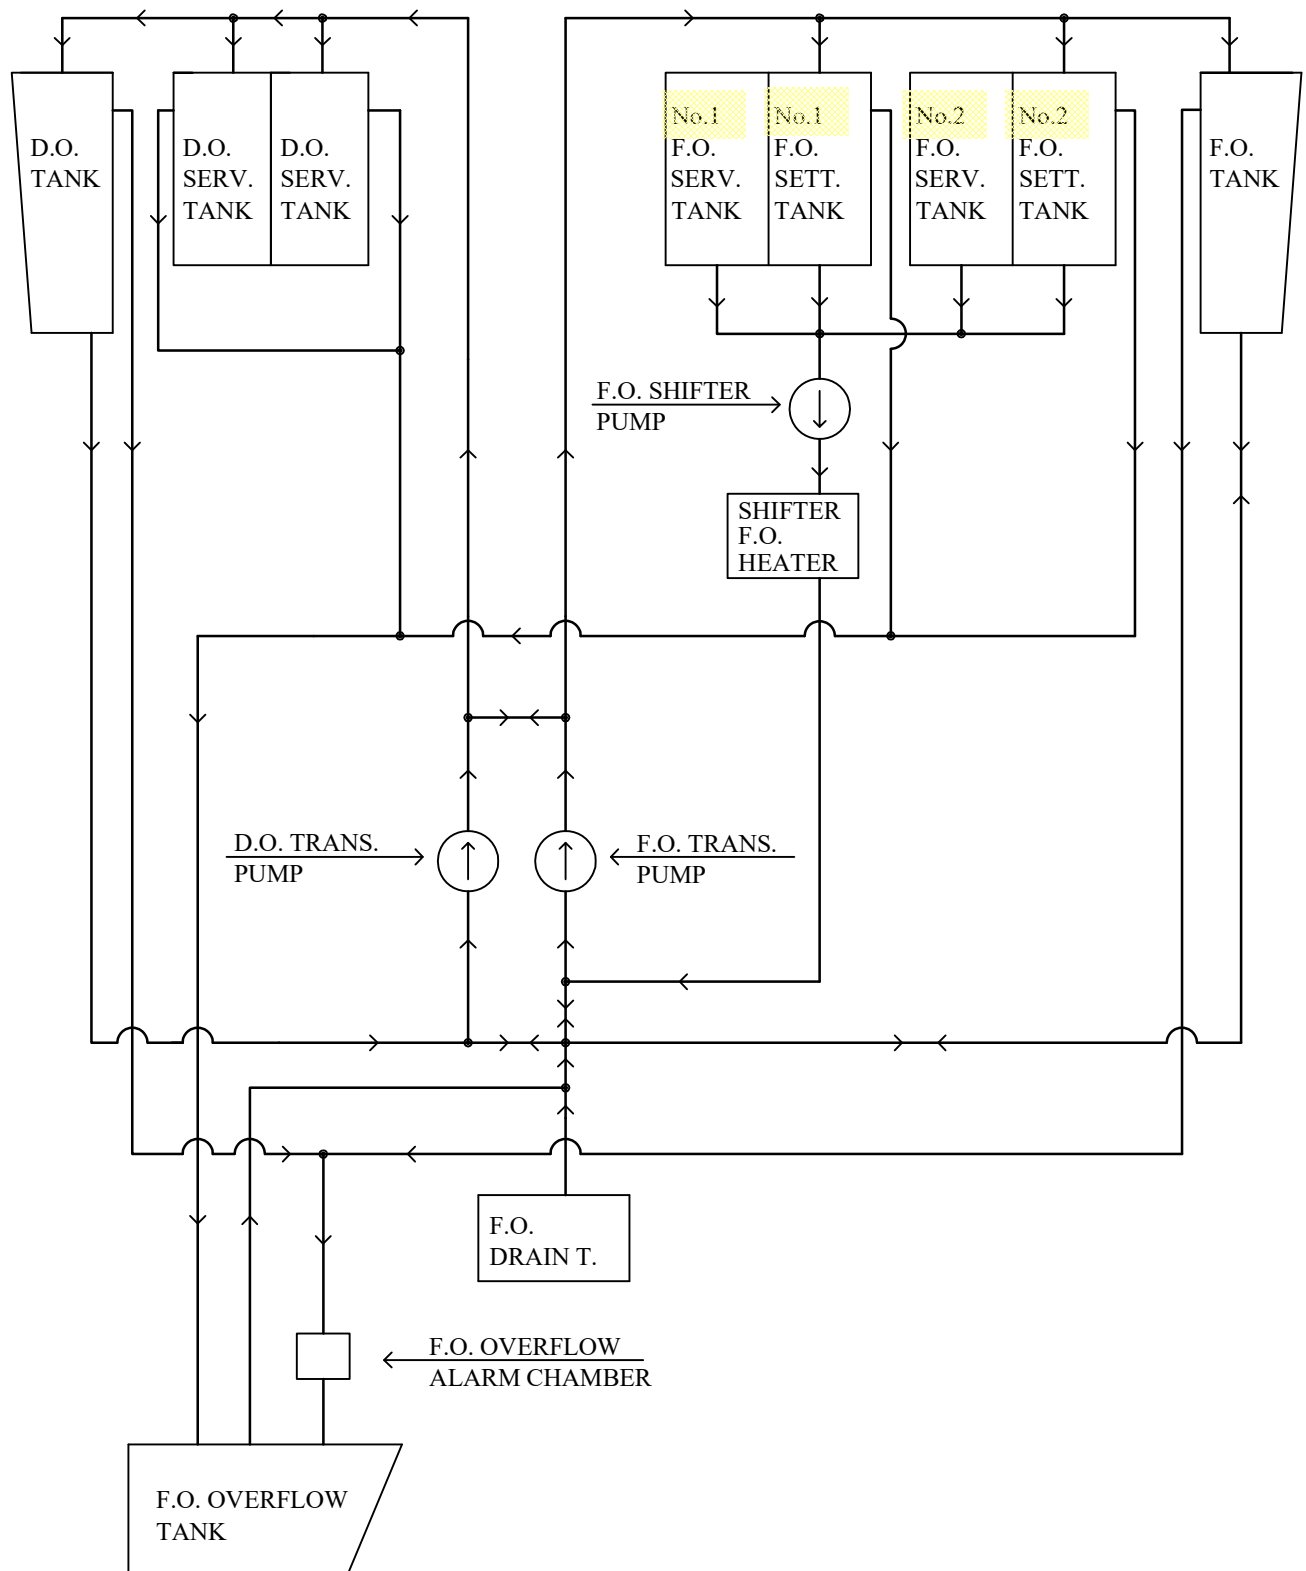 D.O.
TANK
D.O.
SERV.
TANK
D.O.
SERV.
TANK
No.1
F.O.
SERV.
TANK
No.1
F.O.
SETT.
TANK
No.2
F.O.
SERV.
TANK
No.2
F.O.
SETT.
TANK
F.O.
TANK
F.O. SHIFTER
PUMP
SHIFTER
F.O.
HEATER
D.O. TRANS.
PUMP
F.O. TRANS.
PUMP
F.O.
DRAIN T.
F.O. OVERFLOW
ALARM CHAMBER
F.O. OVERFLOW
TANK